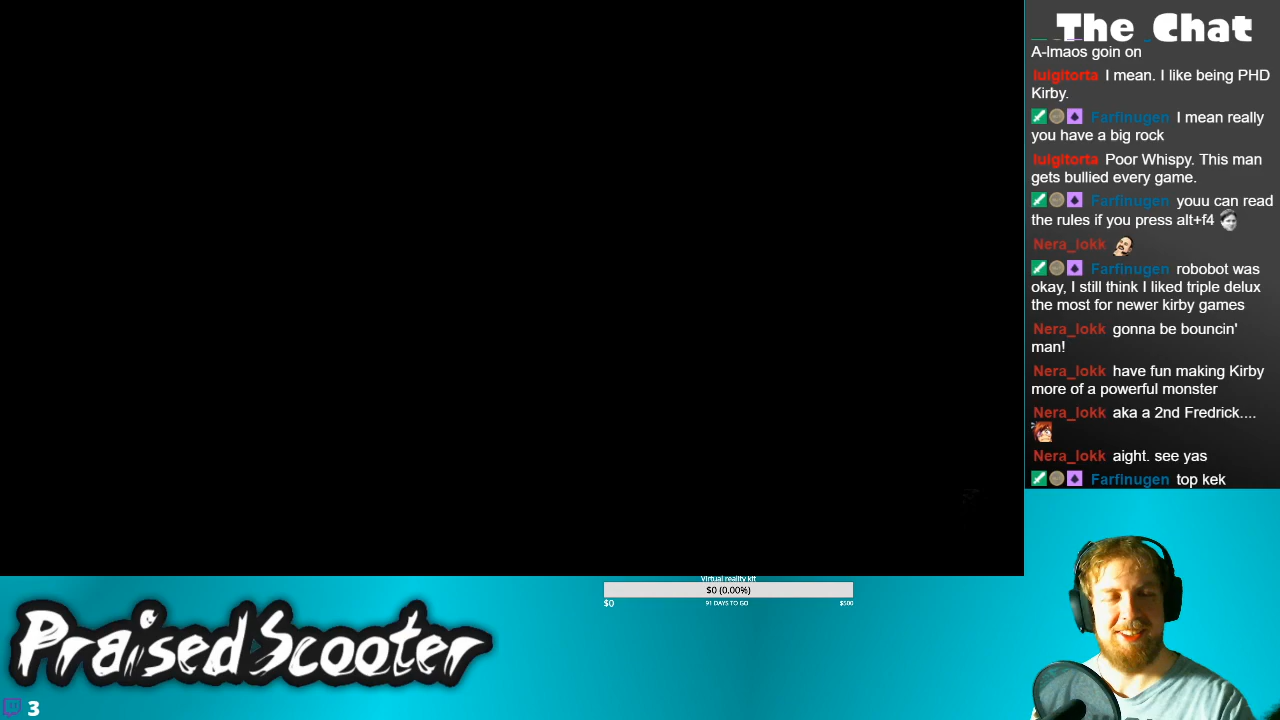 The Chat
A-lmaos goin on
luigitorta I mean. I like being PHD
Kirby.
Farfinugen I mean really
you have a big rock
luigitorta Poor Whispy. This man
gets bullied every game.
Farfinugen youu can read
the rules if you press alt+f4
Nera_lokk
Farfinugen robobot was
okay, I still think I liked triple delux
the most for newer kirby games
Nera_lokk gonna be bouncin'
man!
Nera_lokk have fun making Kirby
more of a powerful monster
Nera_lokk aka a 2nd Fredrick....
Nera_lokk aight. see yas
Farfinugen top kek
Virtual reality kit
$0 (0.00%)
$0 91 DAYS TO GO $500
PraisedScooter
3